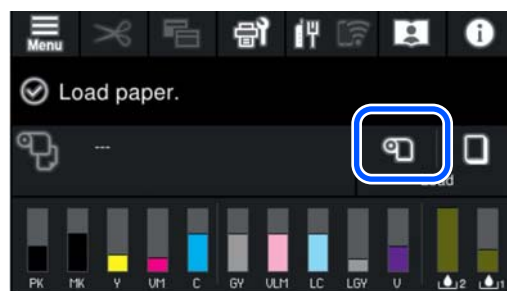 Menu
Load paper.
---
Load
PK MK Y VM C GY VLM LC LGY V 2 1